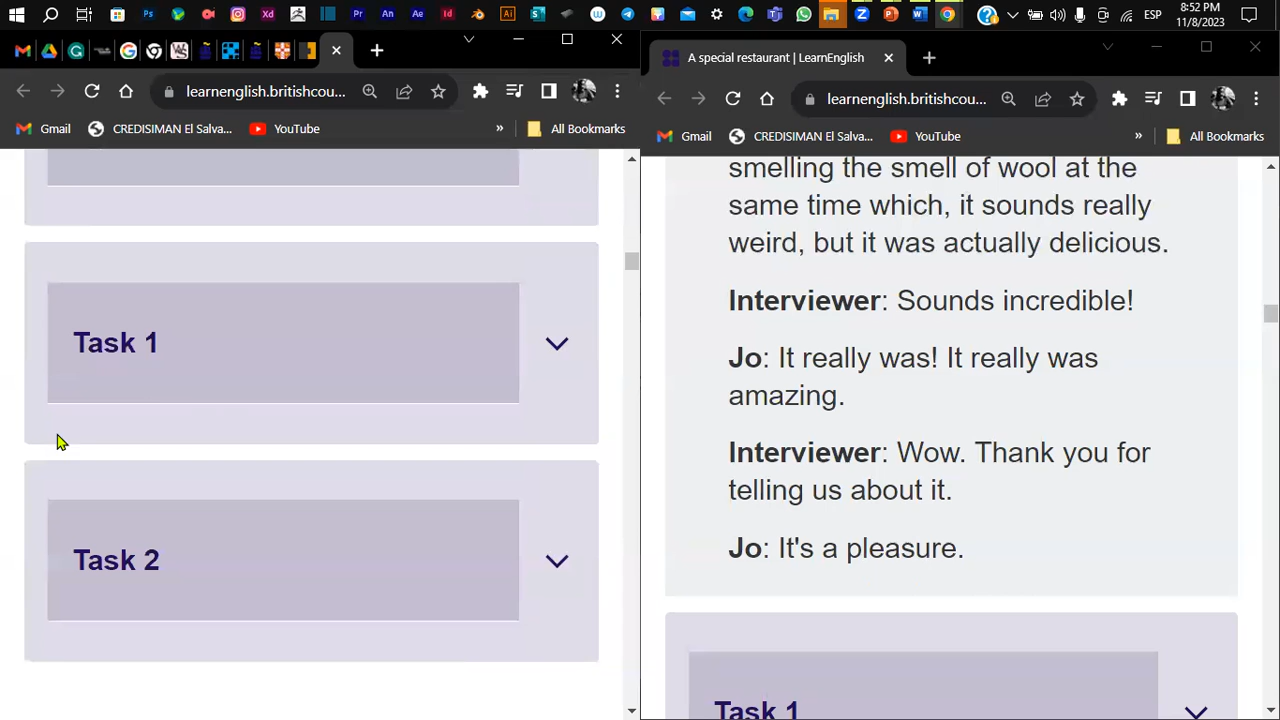 8:52 PM
ESP
11/8/2023
A special restaurant | LearnEnglish
learnenglish.britishcou...
learnenglish.britishcou...
Gmail
CREDISIMAN El Salva...
YouTube
»
All Bookmarks
Gmail
CREDISIMAN El Salva...
YouTube
»
All Bookmarks
Task 1
Task 2
smelling the smell of wool at the
same time which, it sounds really
weird, but it was actually delicious.
Interviewer: Sounds incredible!
Jo: It really was! It really was
amazing.
Interviewer: Wow. Thank you for
telling us about it.
Jo: It's a pleasure.
Task 1